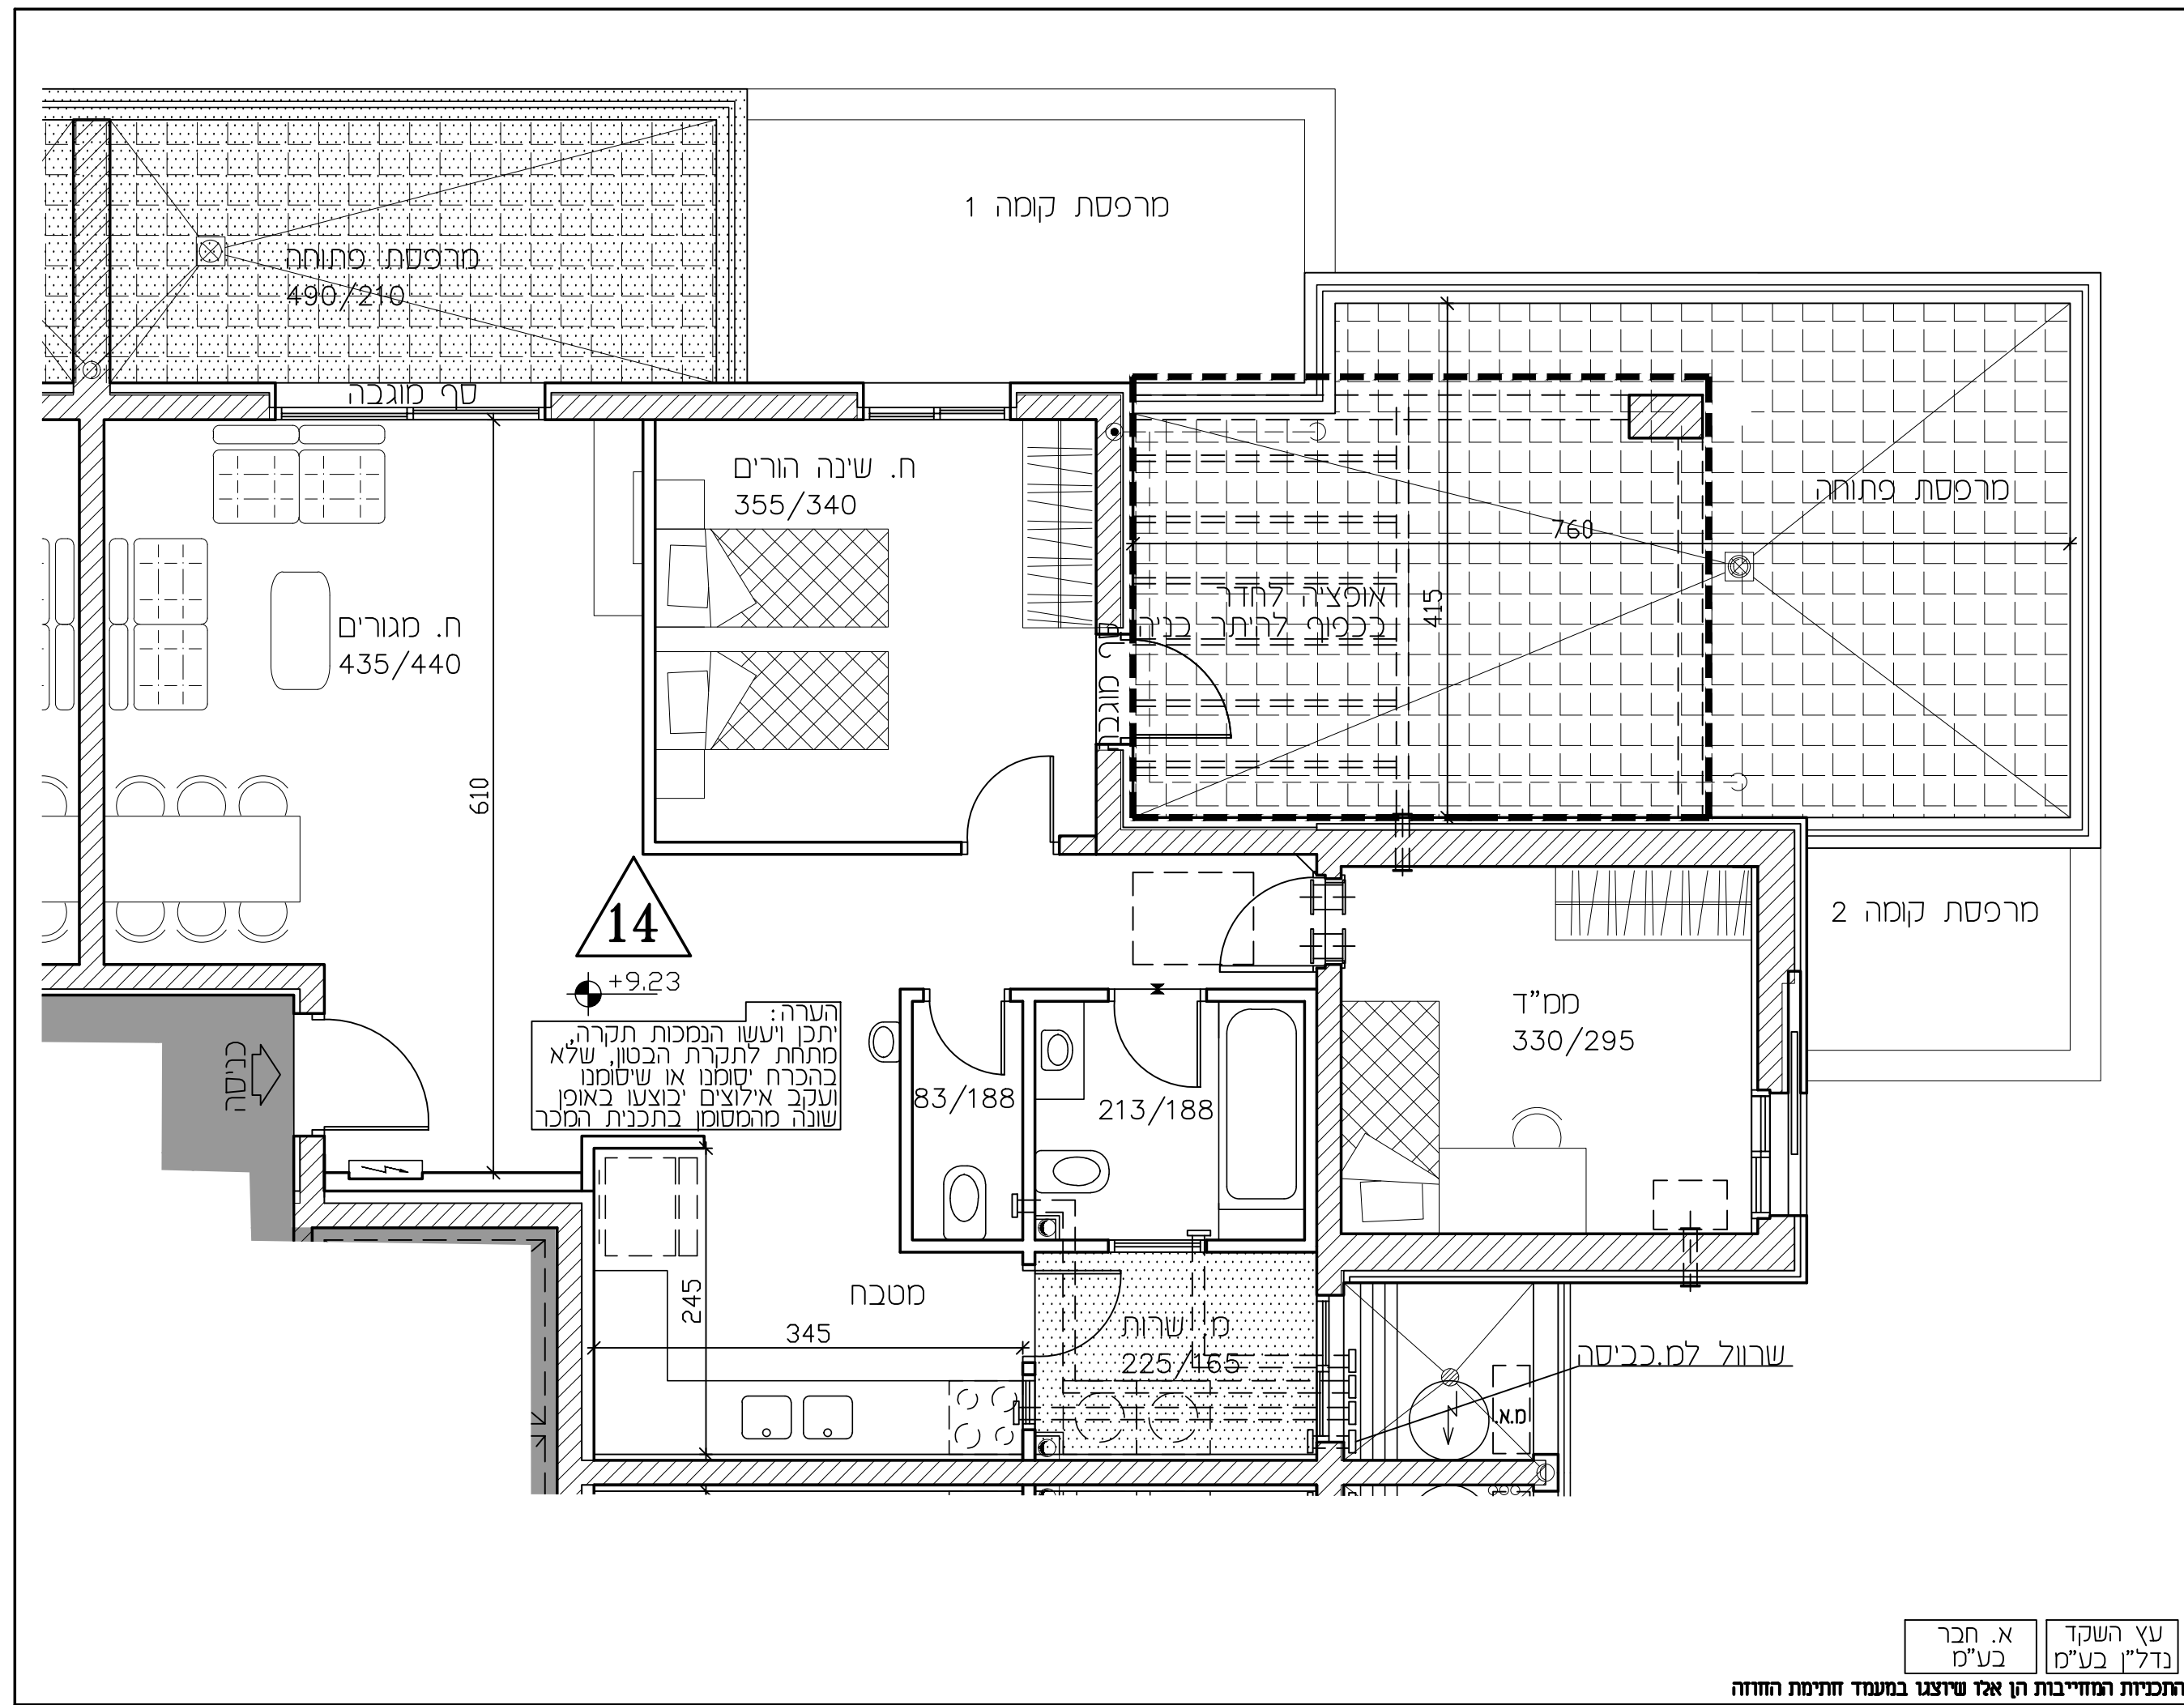 מרפסת קומה 1
מרפסת פתוחה
490/210
סף מוגבה
ח. שינה הורים
355/340
מרפסת פתוחה
760
415
אופציה לחדר
בכפוף להיתר בניה
סף מוגבה
ח. מגורים
435/440
610
14
+9.23
מרפסת קומה 2
ממ"ד
330/295
הערה:
יתכן ויעשו הנמכות תקרה,
מתחת לתקרת הבטון, שלא
בהכרח יסומנו או שיסומנו
ועקב אילוצים יבוצעו באופן
שונה מהמסומן בתכנית המכר
כניסה
83/188
213/188
מטבח
245
345
מ. שרות
225/165
שרוול למ.כביסה
מ.א.
עץ השקד
נדל"ן בע"מ
א. חבר
בע"מ
התכניות המחייבות הן אלו שיוצגו במעמד חתימת החוזה